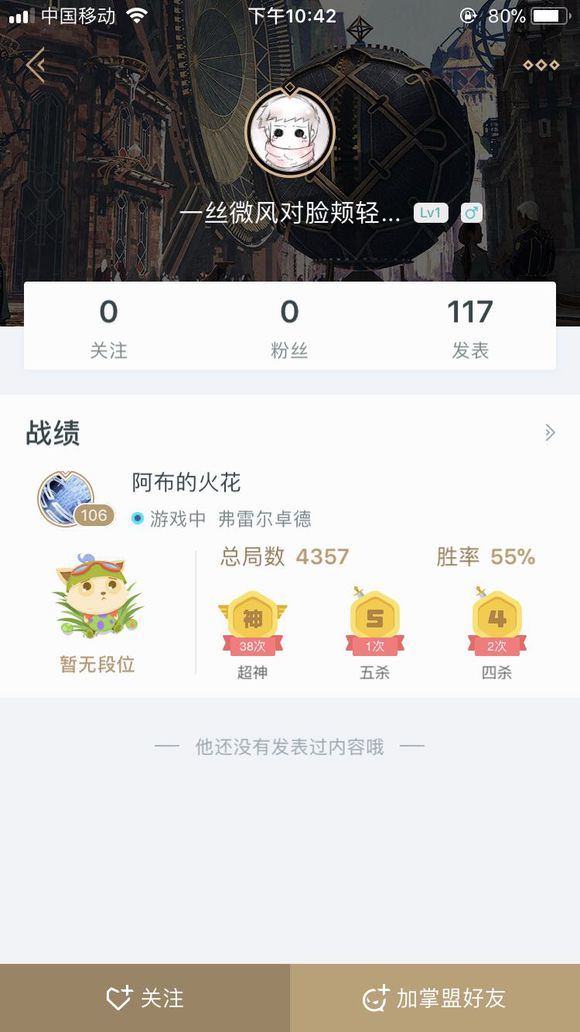 中国移动 下午10:42 80%
一丝微风对脸颊轻... Lv1
0 0 117
关注 粉丝 发表
战绩
阿布的火花
106 游戏中 弗雷尔卓德
总局数 4357 胜率 55%
神 5 4
38次 1次 2次
超神 五杀 四杀
暂无段位
他还没有发表过内容哦
关注 加掌盟好友